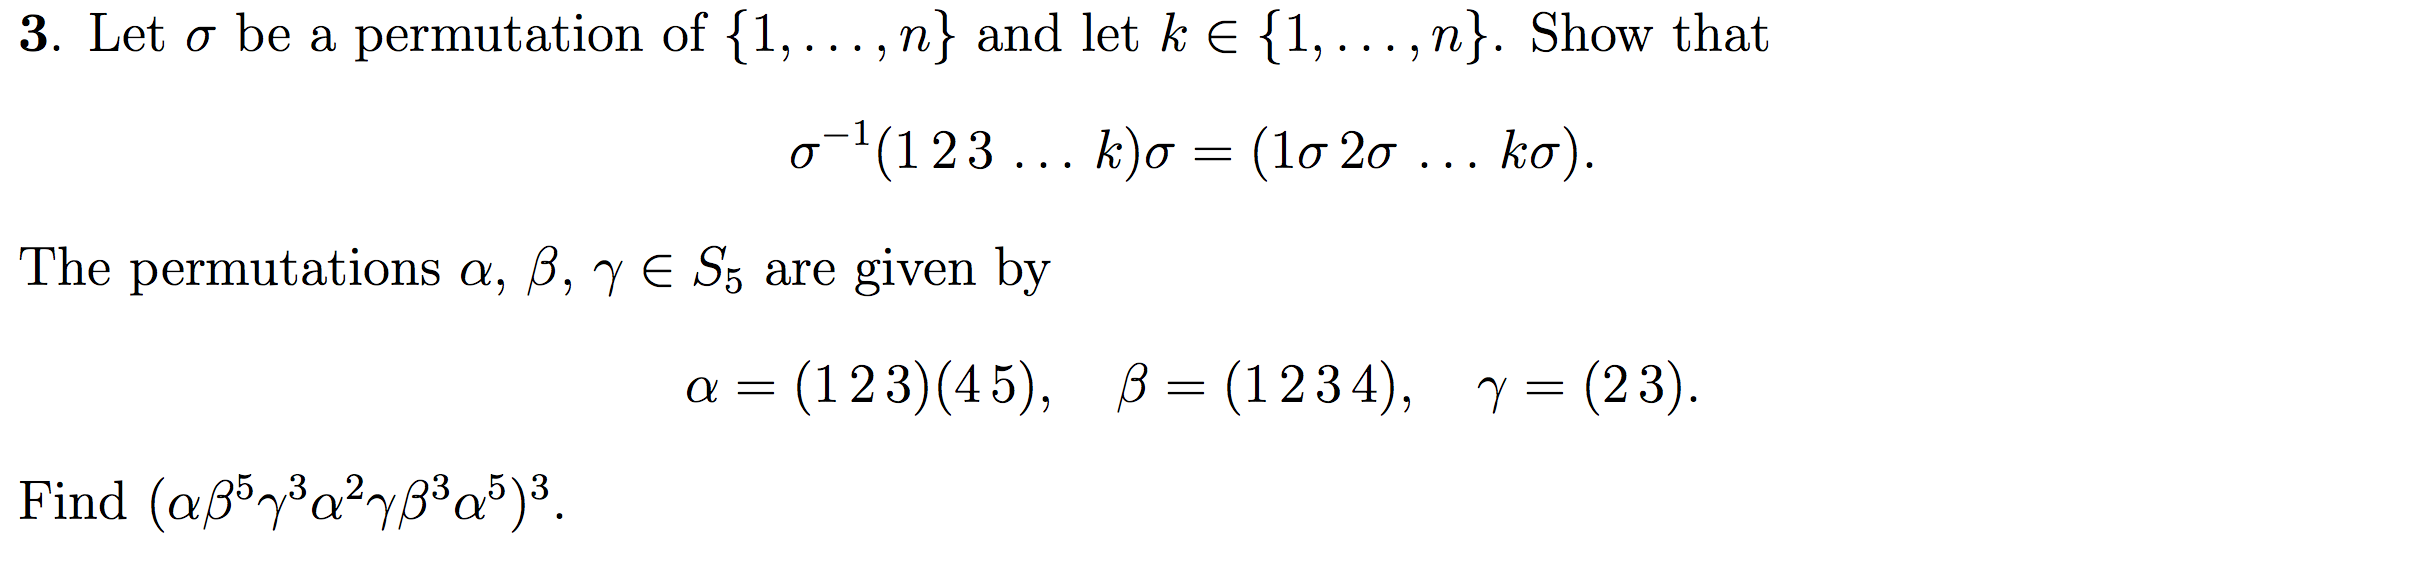 3. Let σ be a permutation of {1, . . . , n} and let k ∈ {1, . . . , n}. Show that
σ⁻¹(1 2 3 . . . k)σ = (1σ 2σ . . . kσ).
The permutations α, β, γ ∈ S₅ are given by
α = (1 2 3)(4 5), β = (1 2 3 4), γ = (2 3).
Find (αβ⁵γ³α²γβ³α⁵)³.